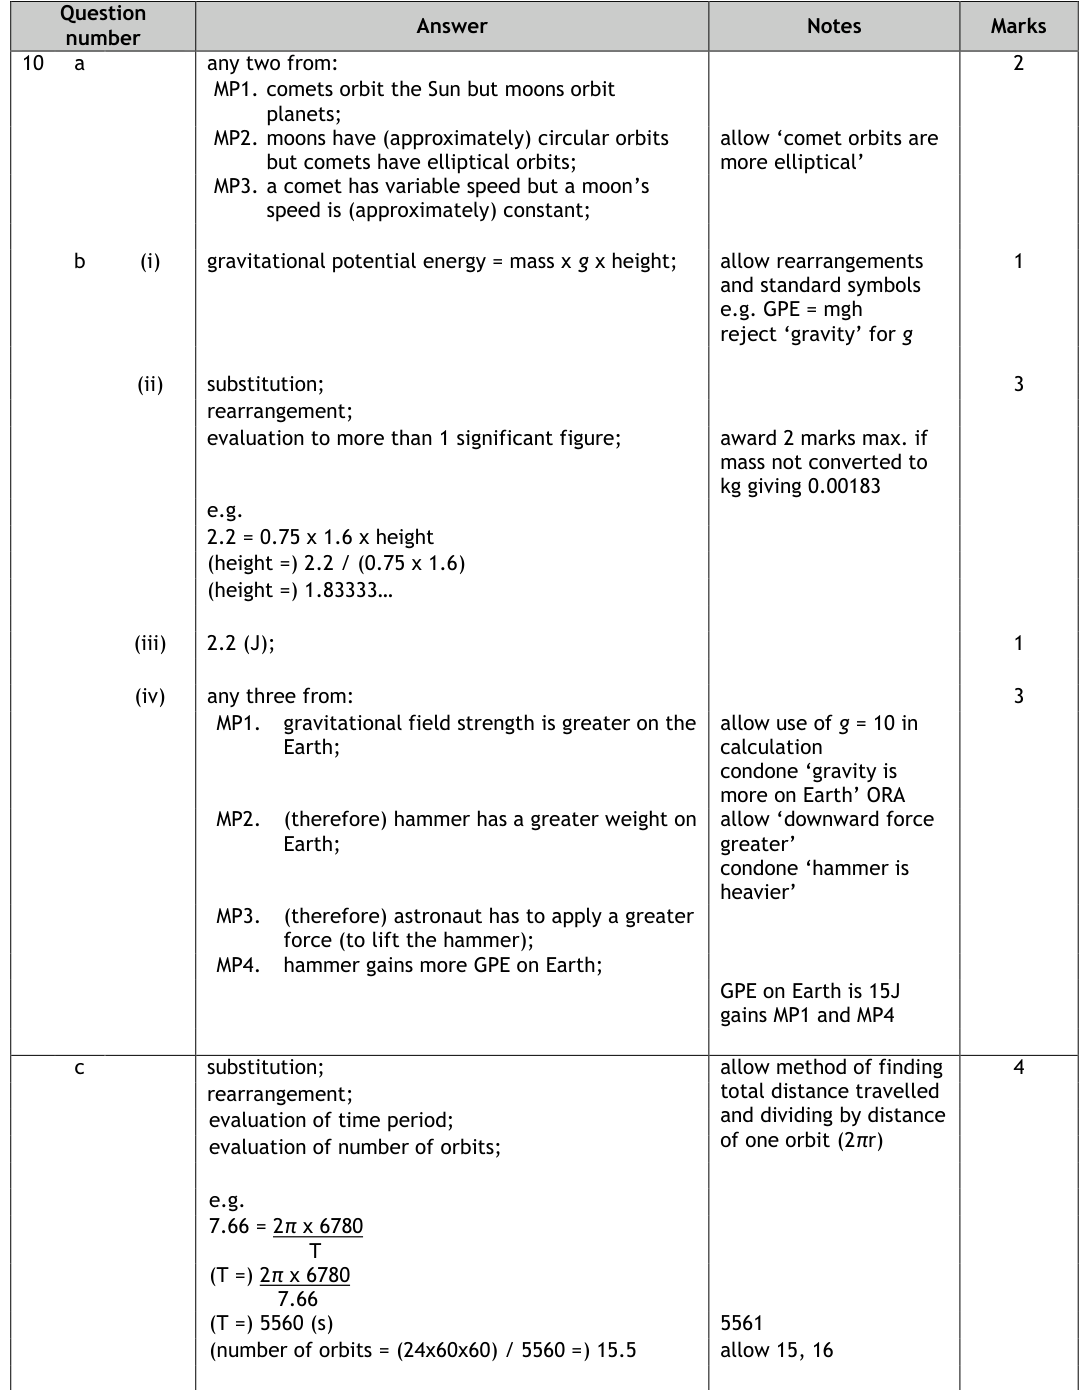 Question number Answer Notes Marks
10 a any two from: 2
MP1. comets orbit the Sun but moons orbit
planets;
MP2. moons have (approximately) circular orbits allow ‘comet orbits are
but comets have elliptical orbits; more elliptical’
MP3. a comet has variable speed but a moon’s
speed is (approximately) constant;
b (i) gravitational potential energy = mass x g x height; allow rearrangements 1
and standard symbols
e.g. GPE = mgh
reject ‘gravity’ for g
(ii) substitution; 3
rearrangement;
evaluation to more than 1 significant figure; award 2 marks max. if
mass not converted to
kg giving 0.00183
e.g.
2.2 = 0.75 x 1.6 x height
(height =) 2.2 / (0.75 x 1.6)
(height =) 1.83333…
(iii) 2.2 (J); 1
(iv) any three from: 3
MP1. gravitational field strength is greater on the allow use of g = 10 in
Earth; calculation
condone ‘gravity is
more on Earth’ ORA
MP2. (therefore) hammer has a greater weight on allow ‘downward force
Earth; greater’
condone ‘hammer is
heavier’
MP3. (therefore) astronaut has to apply a greater
force (to lift the hammer);
MP4. hammer gains more GPE on Earth;
GPE on Earth is 15J
gains MP1 and MP4
c substitution; allow method of finding 4
rearrangement; total distance travelled
evaluation of time period; and dividing by distance
evaluation of number of orbits; of one orbit (2πr)
e.g.
7.66 = 2π x 6780
T
(T =) 2π x 6780
7.66
(T =) 5560 (s) 5561
(number of orbits = (24x60x60) / 5560 =) 15.5 allow 15, 16